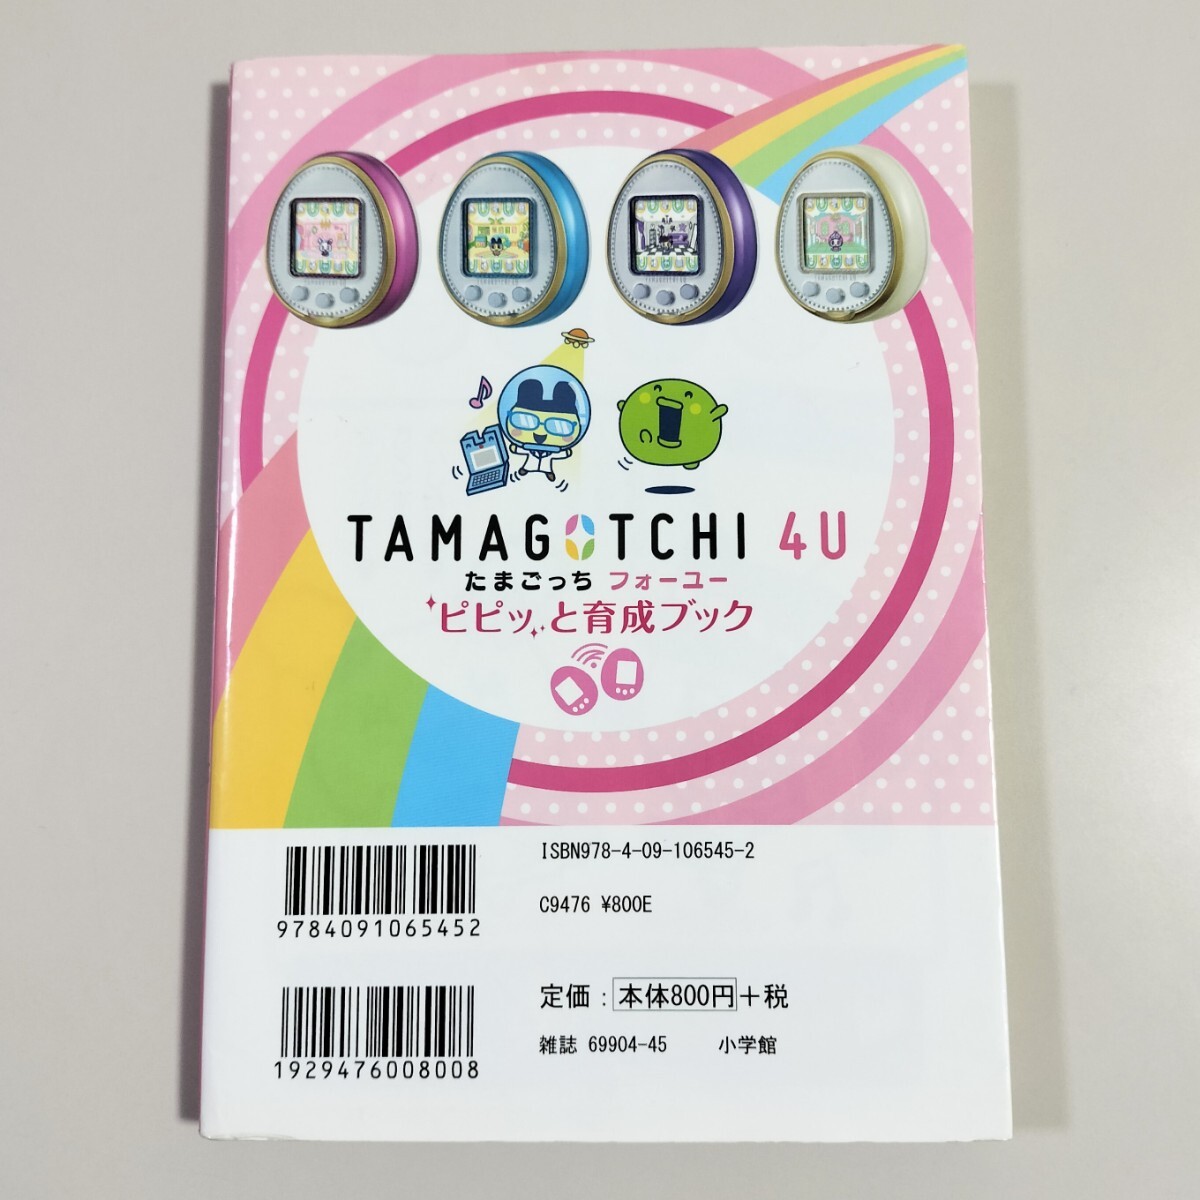 TAMAGOTCHI 4U
たまごっち フォーユー
ピピッと育成ブック
ISBN978-4-09-106545-2
C9476 ¥800E
9784091065452
定価：本体800円＋税
雑誌 69904-45 小学館
1929476008008